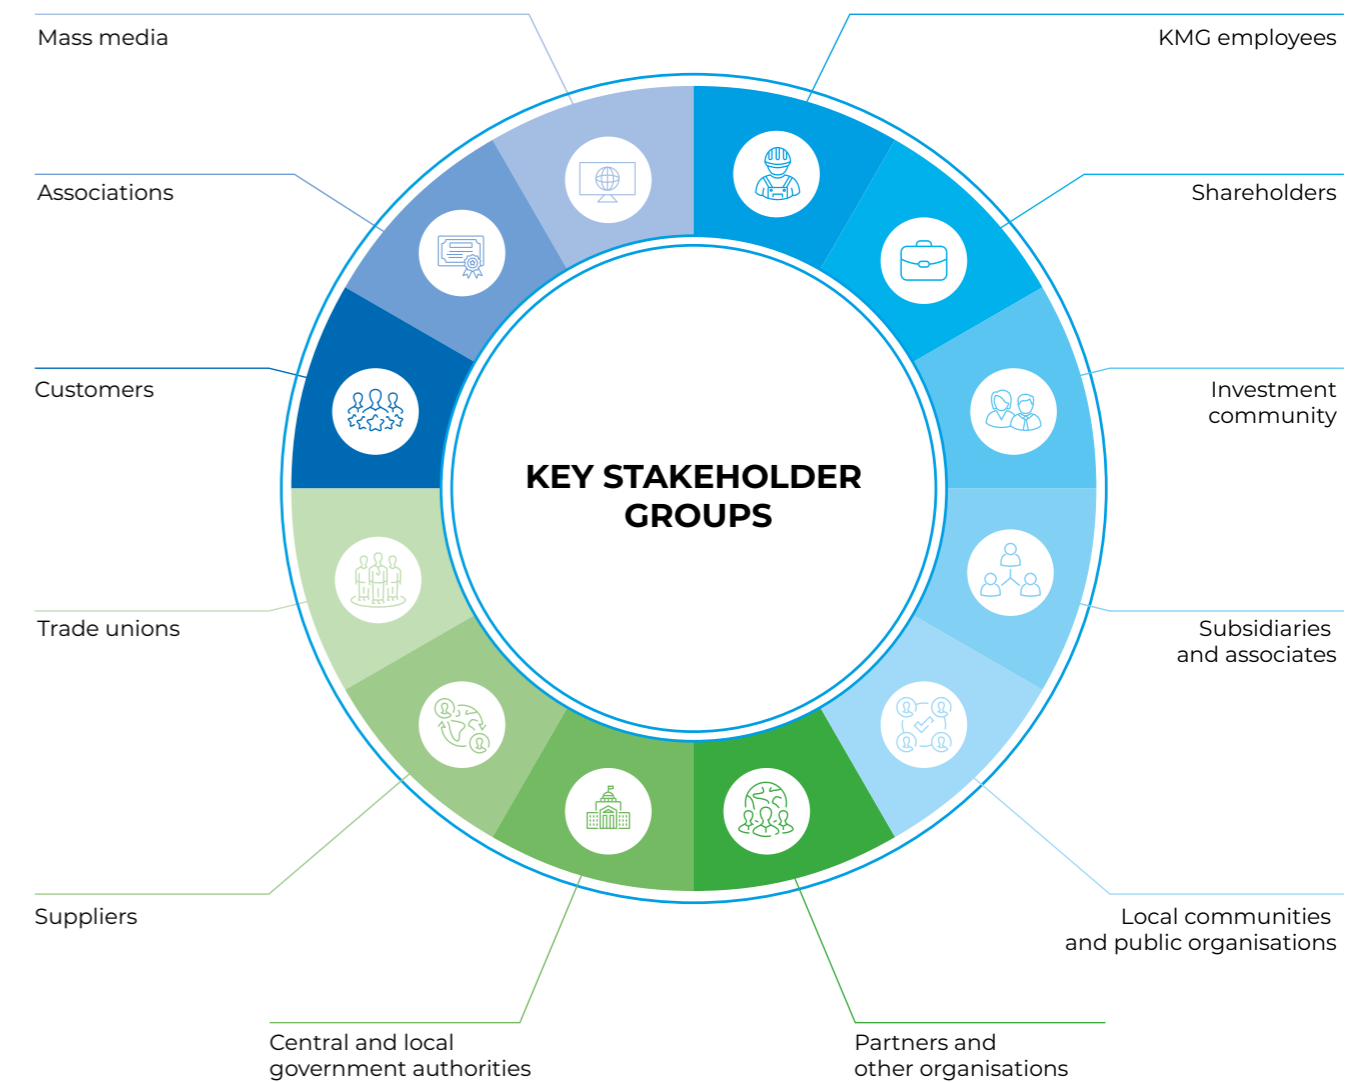 Mass media
KMG employees
Associations
Shareholders
Customers
Investment
community
KEY STAKEHOLDER
GROUPS
Trade unions
Subsidiaries
and associates
Suppliers
Local communities
and public organisations
Central and local
government authorities
Partners and
other organisations